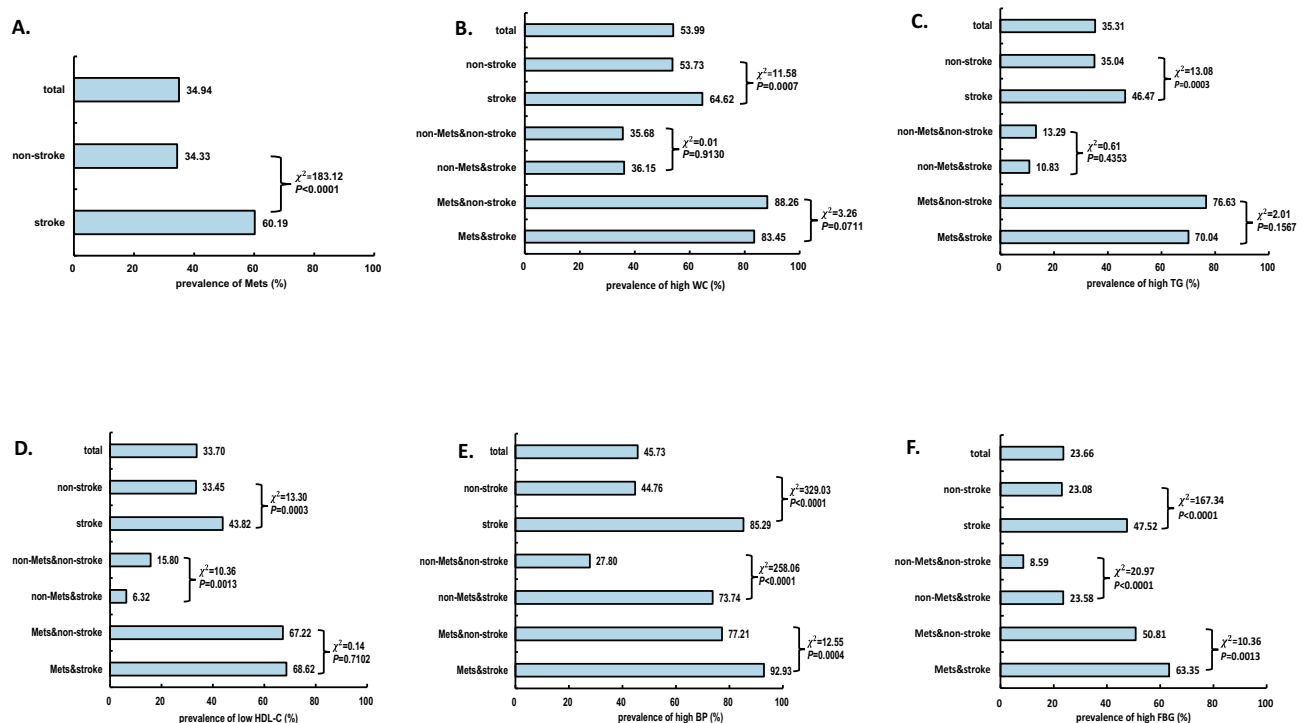 A.
total
34.94
non-stroke
34.33
χ²=183.12
P<0.0001
stroke
60.19
0 20 40 60 80 100
prevalence of Mets (%)
B.
total
53.99
non-stroke
53.73
χ²=11.58
P=0.0007
stroke
64.62
non-Mets&non-stroke
35.68
χ²=0.01
P=0.9130
non-Mets&stroke
36.15
Mets&non-stroke
88.26
χ²=3.26
P=0.0711
Mets&stroke
83.45
0 20 40 60 80 100
prevalence of high WC (%)
C.
total
35.31
non-stroke
35.04
χ²=13.08
P=0.0003
stroke
46.47
non-Mets&non-stroke
13.29
χ²=0.61
P=0.4353
non-Mets&stroke
10.83
Mets&non-stroke
76.63
χ²=2.01
P=0.1567
Mets&stroke
70.04
0 20 40 60 80 100
prevalence of high TG (%)
D.
total
33.70
non-stroke
33.45
χ²=13.30
P=0.0003
stroke
43.82
non-Mets&non-stroke
15.80
χ²=10.36
P=0.0013
non-Mets&stroke
6.32
Mets&non-stroke
67.22
χ²=0.14
P=0.7102
Mets&stroke
68.62
0 20 40 60 80 100
prevalence of low HDL-C (%)
E.
total
45.73
non-stroke
44.76
χ²=329.03
P<0.0001
stroke
85.29
non-Mets&non-stroke
27.80
χ²=258.06
P<0.0001
non-Mets&stroke
73.74
Mets&non-stroke
77.21
χ²=12.55
P=0.0004
Mets&stroke
92.93
0 20 40 60 80 100
prevalence of high BP (%)
F.
total
23.66
non-stroke
23.08
χ²=167.34
P<0.0001
stroke
47.52
non-Mets&non-stroke
8.59
χ²=20.97
P<0.0001
non-Mets&stroke
23.58
Mets&non-stroke
50.81
χ²=10.36
P=0.0013
Mets&stroke
63.35
0 20 40 60 80 100
prevalence of high FBG (%)